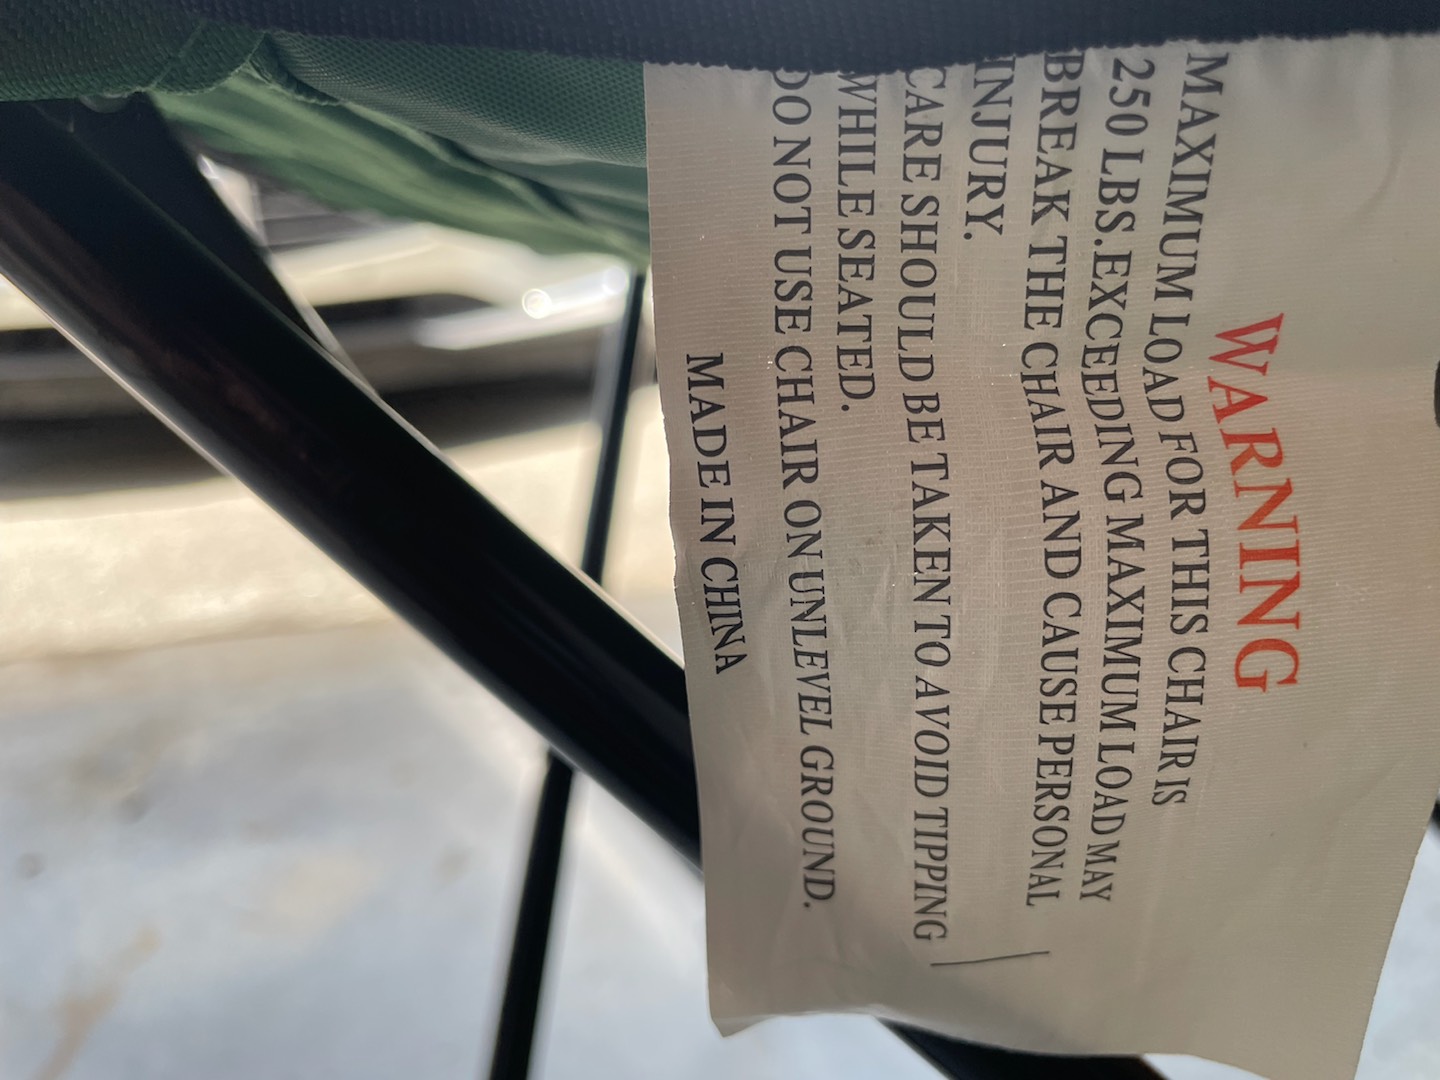 WARNING
MAXIMUM LOAD FOR THIS CHAIR IS
250 LBS.EXCEEDING MAXIMUM LOAD MAY
BREAK THE CHAIR AND CAUSE PERSONAL
INJURY.
CARE SHOULD BE TAKEN TO AVOID TIPPING
WHILE SEATED.
DO NOT USE CHAIR ON UNLEVEL GROUND.
MADE IN CHINA